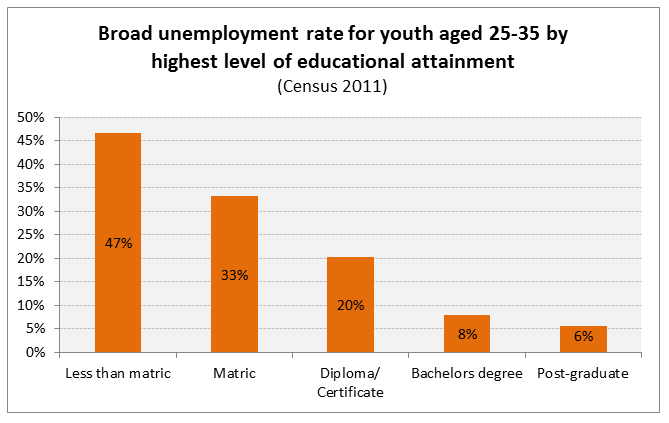 Broad unemployment rate for youth aged 25-35 by
highest level of educational attainment
(Census 2011)
50%
45%
40%
35%
30%
25%
20%
15%
10%
5%
0%
47%
33%
20%
8%
6%
Less than matric
Matric
Diploma/
Certificate
Bachelors degree
Post-graduate